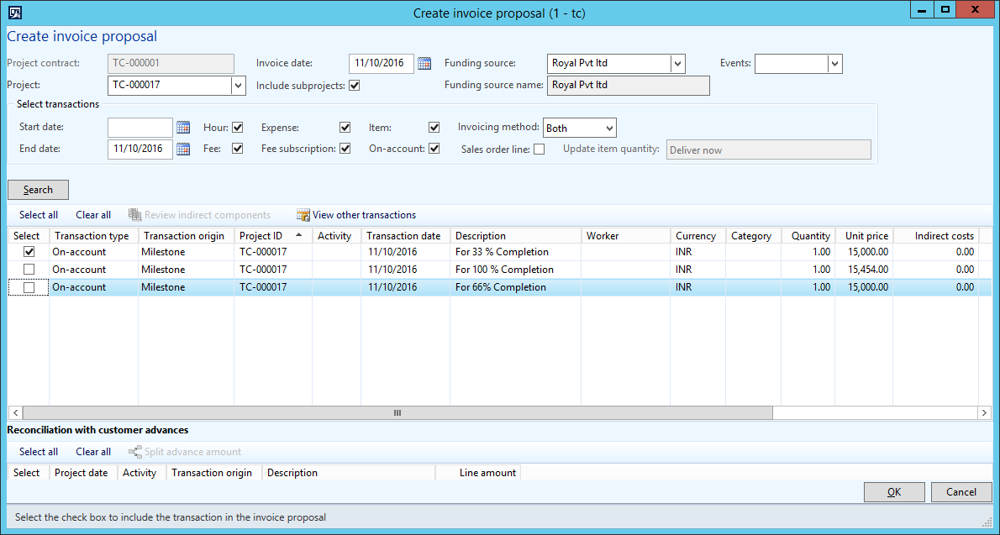 Create invoice proposal (1 - tc)
Create invoice proposal
Project contract: TC-000001 Invoice date: 11/10/2016 Funding source: Royal Pvt ltd Events:
Project: TC-000017 Include subprojects: Funding source name: Royal Pvt ltd
Select transactions
Start date: Hour: Expense: Item: Invoicing method: Both
End date: 11/10/2016 Fee: Fee subscription: On-account: Sales order line: Update item quantity: Deliver now
Search
Select all Clear all Review indirect components View other transactions
Select Transaction type Transaction origin Project ID Activity Transaction date Description Worker Currency Category Quantity Unit price Indirect costs
On-account Milestone TC-000017 11/10/2016 For 33 % Completion INR 1.00 15,000.00 0.00
On-account Milestone TC-000017 11/10/2016 For 100 % Completion INR 1.00 15,454.00 0.00
On-account Milestone TC-000017 11/10/2016 For 66% Completion INR 1.00 15,000.00 0.00
Reconciliation with customer advances
Select all Clear all Split advance amount
Select Project date Activity Transaction origin Description Line amount
OK Cancel
Select the check box to include the transaction in the invoice proposal